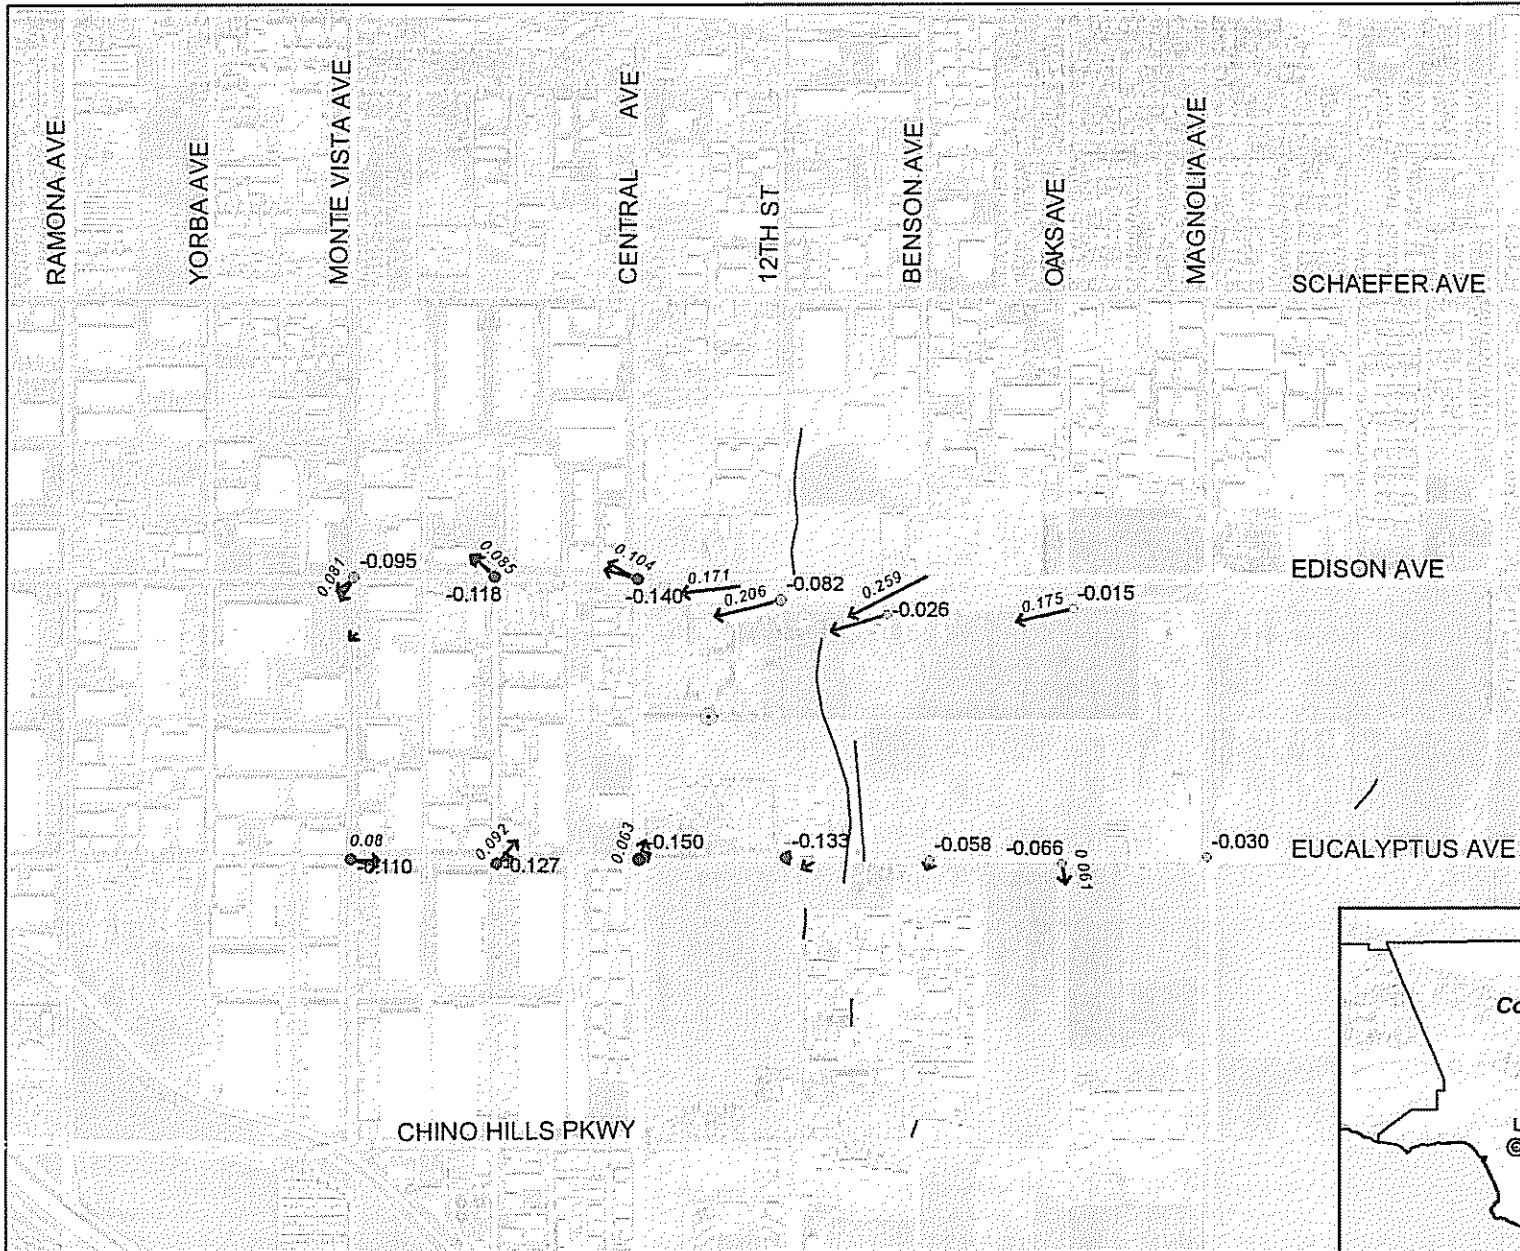 RAMONA AVE
YORBA AVE
MONTE VISTA AVE
CENTRAL AVE
12TH ST
BENSON AVE
OAKS AVE
MAGNOLIA AVE
SCHAEFER AVE
EDISON AVE
0.081
-0.095
0.085
-0.118
0.104
-0.140
0.171
0.206
-0.082
0.259
-0.026
0.175
-0.015
0.08
-0.110
0.092
-0.127
0.063
-0.150
-0.133
-0.058
-0.066
0.061
-0.030
EUCALYPTUS AVE
CHINO HILLS PKWY
Co
L